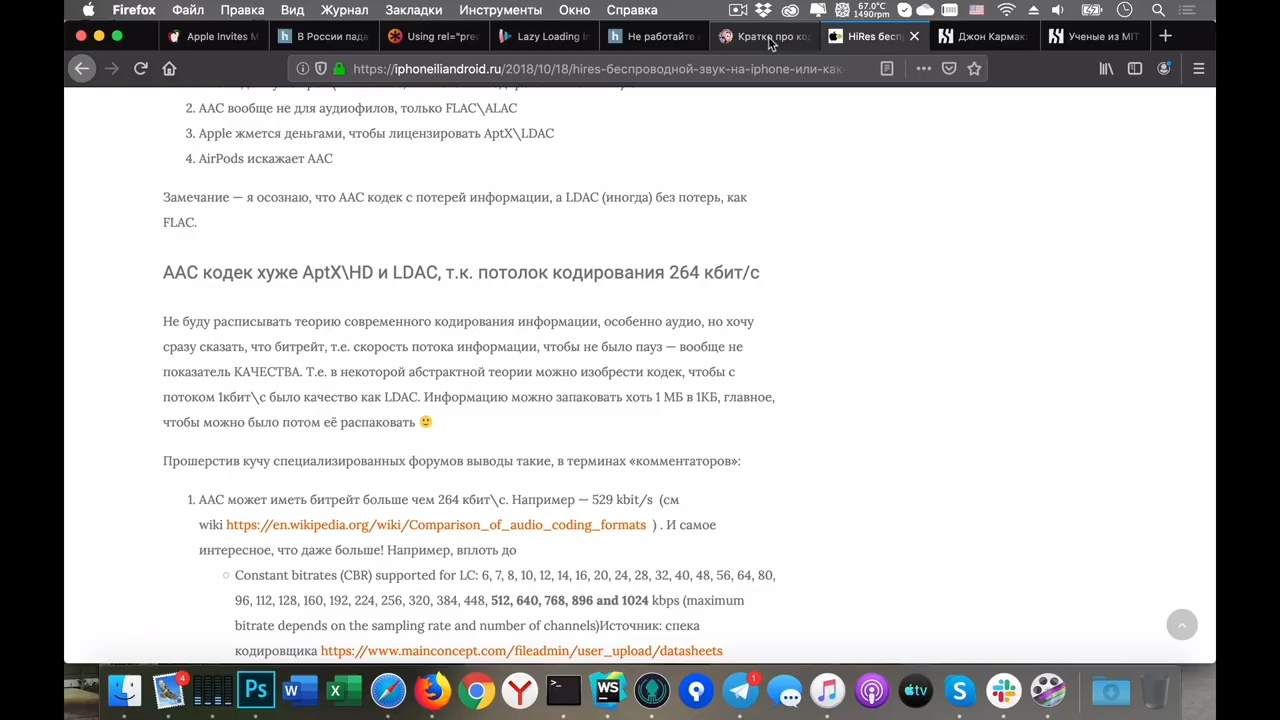 Firefox Файл Правка Вид Журнал Закладки Инструменты Окно Справка 67.0°C 1490rpm
Apple Invites M В России пада Using rel="prec Lazy Loading In Не работайте Кратко про код HiRes бесп Джон Кармак: Ученые из MIT
https://iphoneiliandroid.ru/2018/10/18/hires-беспроводной-звук-на-iphone-или-как-
2. AAC вообще не для аудиофилов, только FLAC\ALAC
3. Apple жмется деньгами, чтобы лицензировать AptX\LDAC
4. AirPods искажает AAC
Замечание — я осознаю, что AAC кодек с потерей информации, а LDAC (иногда) без потерь, как
FLAC.
AAC кодек хуже AptX\HD и LDAC, т.к. потолок кодирования 264 кбит/с
Не буду расписывать теорию современного кодирования информации, особенно аудио, но хочу
сразу сказать, что битрейт, т.е. скорость потока информации, чтобы не было пауз — вообще не
показатель КАЧЕСТВА. Т.е. в некоторой абстрактной теории можно изобрести кодек, чтобы с
потоком 1кбит\с было качество как LDAC. Информацию можно запаковать хоть 1 МБ в 1КБ, главное,
чтобы можно было потом её распаковать 🙂
Прошерстив кучу специализированных форумов выводы такие, в терминах «комментаторов»:
1. AAC может иметь битрейт больше чем 264 кбит\с. Например — 529 kbit/s (см
wiki https://en.wikipedia.org/wiki/Comparison_of_audio_coding_formats ) . И самое
интересное, что даже больше! Например, вплоть до
Constant bitrates (CBR) supported for LC: 6, 7, 8, 10, 12, 14, 16, 20, 24, 28, 32, 40, 48, 56, 64, 80,
96, 112, 128, 160, 192, 224, 256, 320, 384, 448, 512, 640, 768, 896 and 1024 kbps (maximum
bitrate depends on the sampling rate and number of channels)Источник: спека
кодировщика https://www.mainconcept.com/fileadmin/user_upload/datasheets
4 Ps W X Y WS 1 tv S